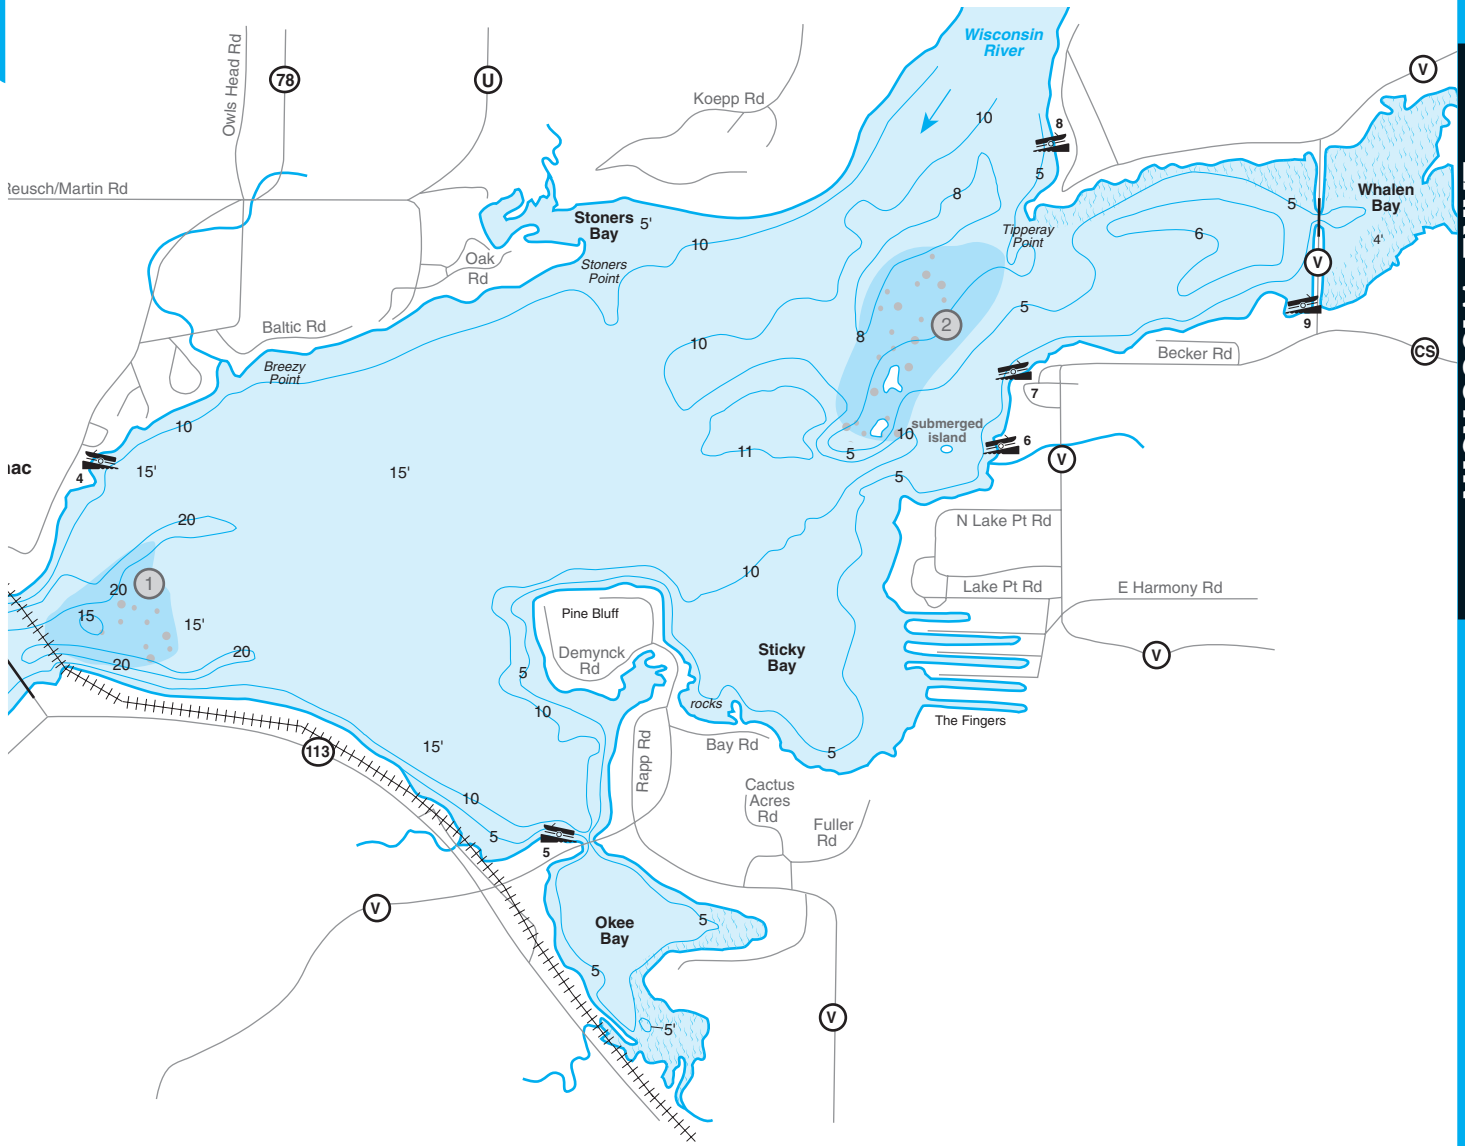 Wisconsin
River
Owls Head Rd
78
U
Koepp Rd
V
10
8
5
Reusch/Martin Rd
8
5
Whalen
Bay
4'
Stoners
Bay
5'
10
Tipperay
Point
6
V
Stoners
Point
Oak
Rd
2
5
9
Baltic Rd
8
10
Becker Rd
CS
Breezy
Point
7
10
submerged
island
10
6
11
5
V
4
15'
15'
5
20
N Lake Pt Rd
10
1
20
Lake Pt Rd
E Harmony Rd
15
15'
Pine Bluff
20
20
Demynck
Rd
Sticky
Bay
V
5
10
rocks
The Fingers
113
15'
Rapp Rd
Bay Rd
5
10
Cactus
Acres
Rd
5
5
Fuller
Rd
V
Okee
Bay
5
5
5'
V